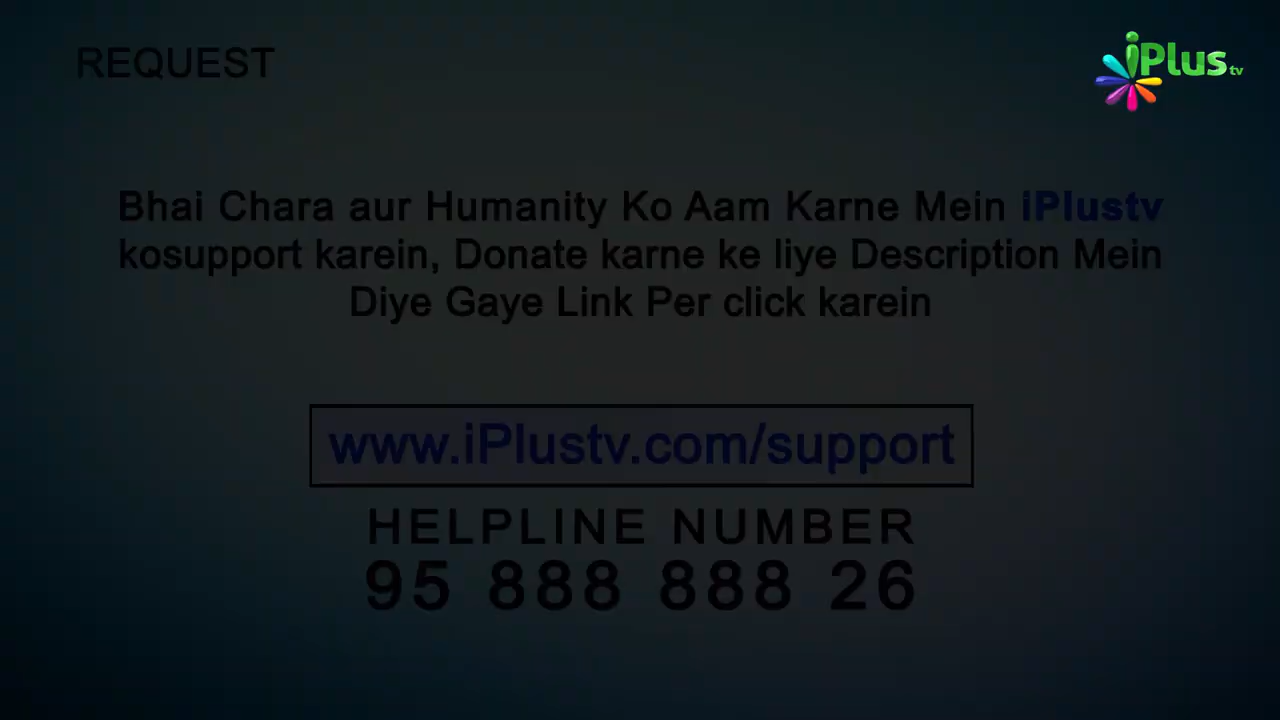 REQUEST
iPlus tv
Bhai Chara aur Humanity Ko Aam Karne Mein iPlustv
kosupport karein, Donate karne ke liye Description Mein
Diye Gaye Link Per click karein
www.iPlustv.com/support
HELPLINE NUMBER
95 888 888 26